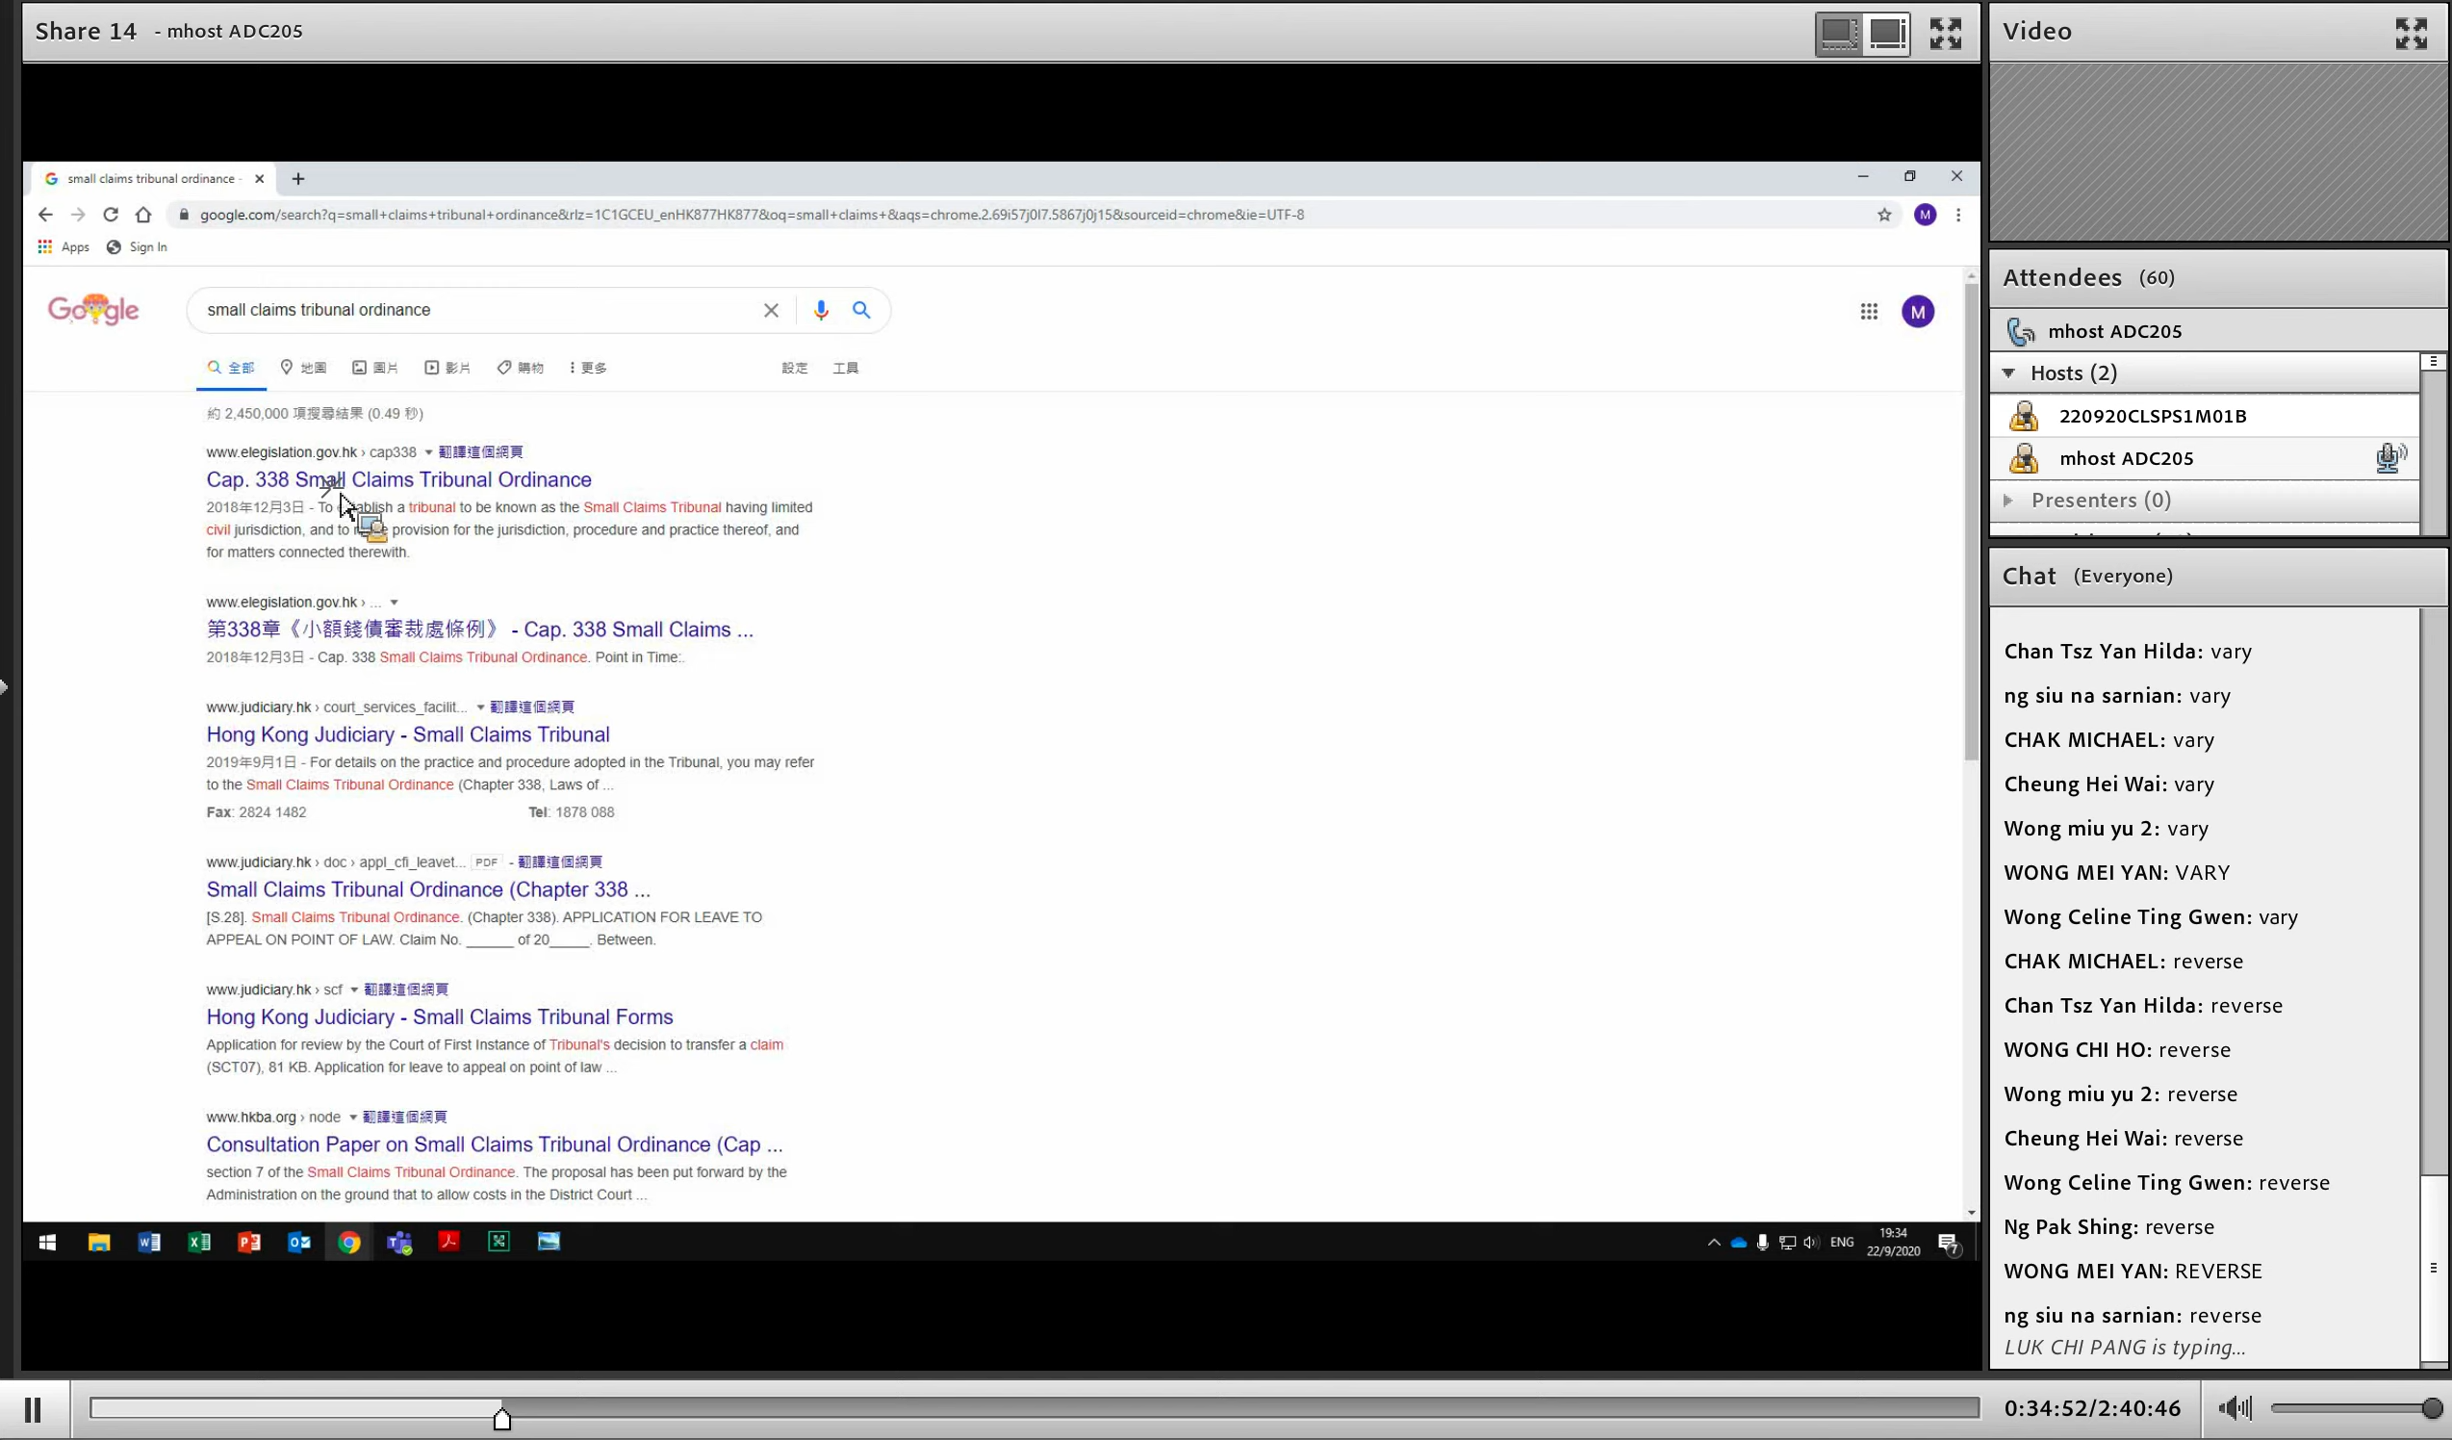 Share 14 - mhost ADC205
small claims tribunal ordinance -
google.com/search?q=small+claims+tribunal+ordinance&rlz=1C1GCEU_enHK877HK877&oq=small+claims+&aqs=chrome.2.69i57j0l7.5867j0j15&sourceid=chrome&ie=UTF-8
M
Apps Sign In
Google
small claims tribunal ordinance
M
全部 地圖 圖片 影片 購物 更多 設定 工具
約 2,450,000 項搜尋結果 (0.49 秒)
www.elegislation.gov.hk › cap338 翻譯這個網頁
Cap. 338 Small Claims Tribunal Ordinance
2018年12月3日 - To establish a tribunal to be known as the Small Claims Tribunal having limited
civil jurisdiction, and to provision for the jurisdiction, procedure and practice thereof, and
for matters connected therewith.
www.elegislation.gov.hk › ...
第338章《小額錢債審裁處條例》 - Cap. 338 Small Claims ...
2018年12月3日 - Cap. 338 Small Claims Tribunal Ordinance. Point in Time:.
www.judiciary.hk › court_services_facilit... 翻譯這個網頁
Hong Kong Judiciary - Small Claims Tribunal
2019年9月1日 - For details on the practice and procedure adopted in the Tribunal, you may refer
to the Small Claims Tribunal Ordinance (Chapter 338, Laws of ...
Fax: 2824 1482 Tel: 1878 088
www.judiciary.hk › doc › appl_cfi_leavet... PDF - 翻譯這個網頁
Small Claims Tribunal Ordinance (Chapter 338 ...
[S.28]. Small Claims Tribunal Ordinance. (Chapter 338). APPLICATION FOR LEAVE TO
APPEAL ON POINT OF LAW. Claim No. ______ of 20_____. Between.
www.judiciary.hk › scf 翻譯這個網頁
Hong Kong Judiciary - Small Claims Tribunal Forms
Application for review by the Court of First Instance of Tribunal's decision to transfer a claim
(SCT07), 81 KB. Application for leave to appeal on point of law ...
www.hkba.org › node 翻譯這個網頁
Consultation Paper on Small Claims Tribunal Ordinance (Cap ...
section 7 of the Small Claims Tribunal Ordinance. The proposal has been put forward by the
Administration on the ground that to allow costs in the District Court ...
ENG
19:34
22/9/2020
7
Video
Attendees (60)
mhost ADC205
Hosts (2)
220920CLSPS1M01B
mhost ADC205
Presenters (0)
Chat (Everyone)
Chan Tsz Yan Hilda: vary
ng siu na sarnian: vary
CHAK MICHAEL: vary
Cheung Hei Wai: vary
Wong miu yu 2: vary
WONG MEI YAN: VARY
Wong Celine Ting Gwen: vary
CHAK MICHAEL: reverse
Chan Tsz Yan Hilda: reverse
WONG CHI HO: reverse
Wong miu yu 2: reverse
Cheung Hei Wai: reverse
Wong Celine Ting Gwen: reverse
Ng Pak Shing: reverse
WONG MEI YAN: REVERSE
ng siu na sarnian: reverse
LUK CHI PANG is typing...
0:34:52/2:40:46